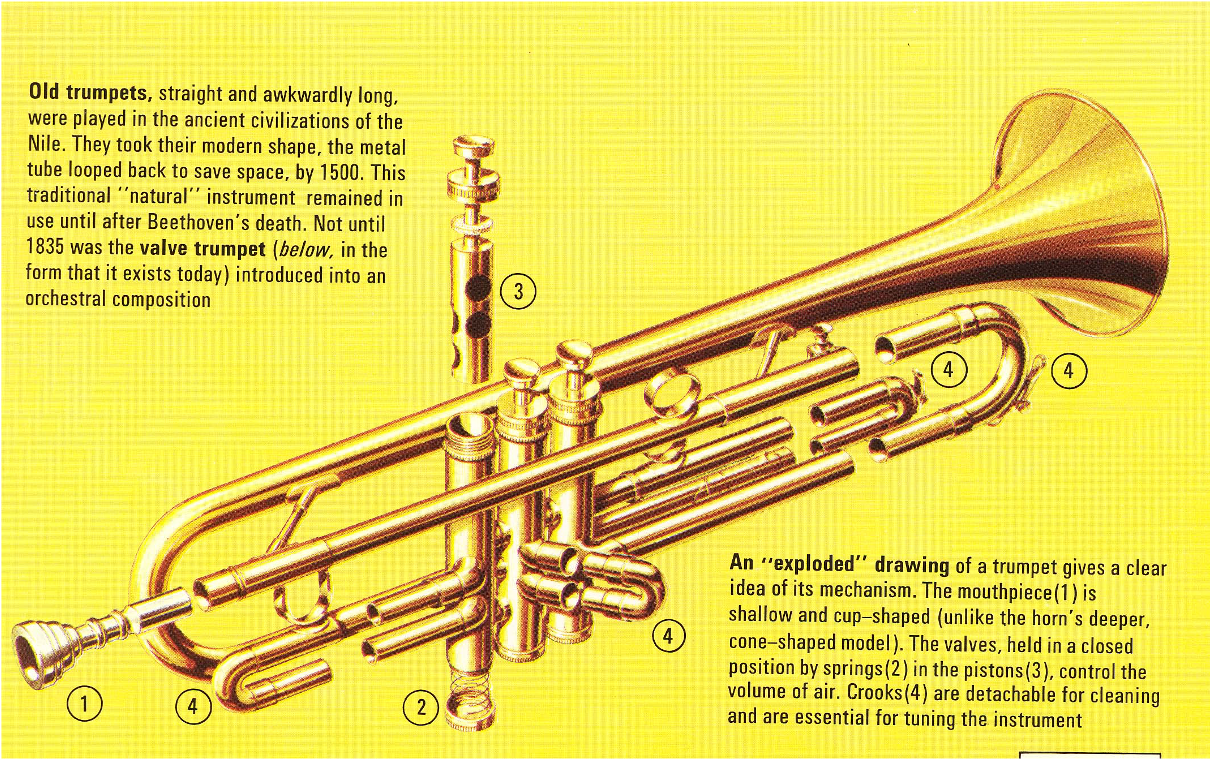 Old trumpets, straight and awkwardly long,
were played in the ancient civilizations of the
Nile. They took their modern shape, the metal
tube looped back to save space, by 1500. This
traditional ''natural'' instrument remained in
use until after Beethoven's death. Not until
1835 was the valve trumpet (below, in the
form that it exists today) introduced into an
orchestral composition
3
4
4
An ''exploded'' drawing of a trumpet gives a clear
idea of its mechanism. The mouthpiece(1) is
shallow and cup–shaped (unlike the horn's deeper,
cone–shaped model). The valves, held in a closed
position by springs(2) in the pistons(3), control the
volume of air. Crooks(4) are detachable for cleaning
and are essential for tuning the instrument
4
1
4
2